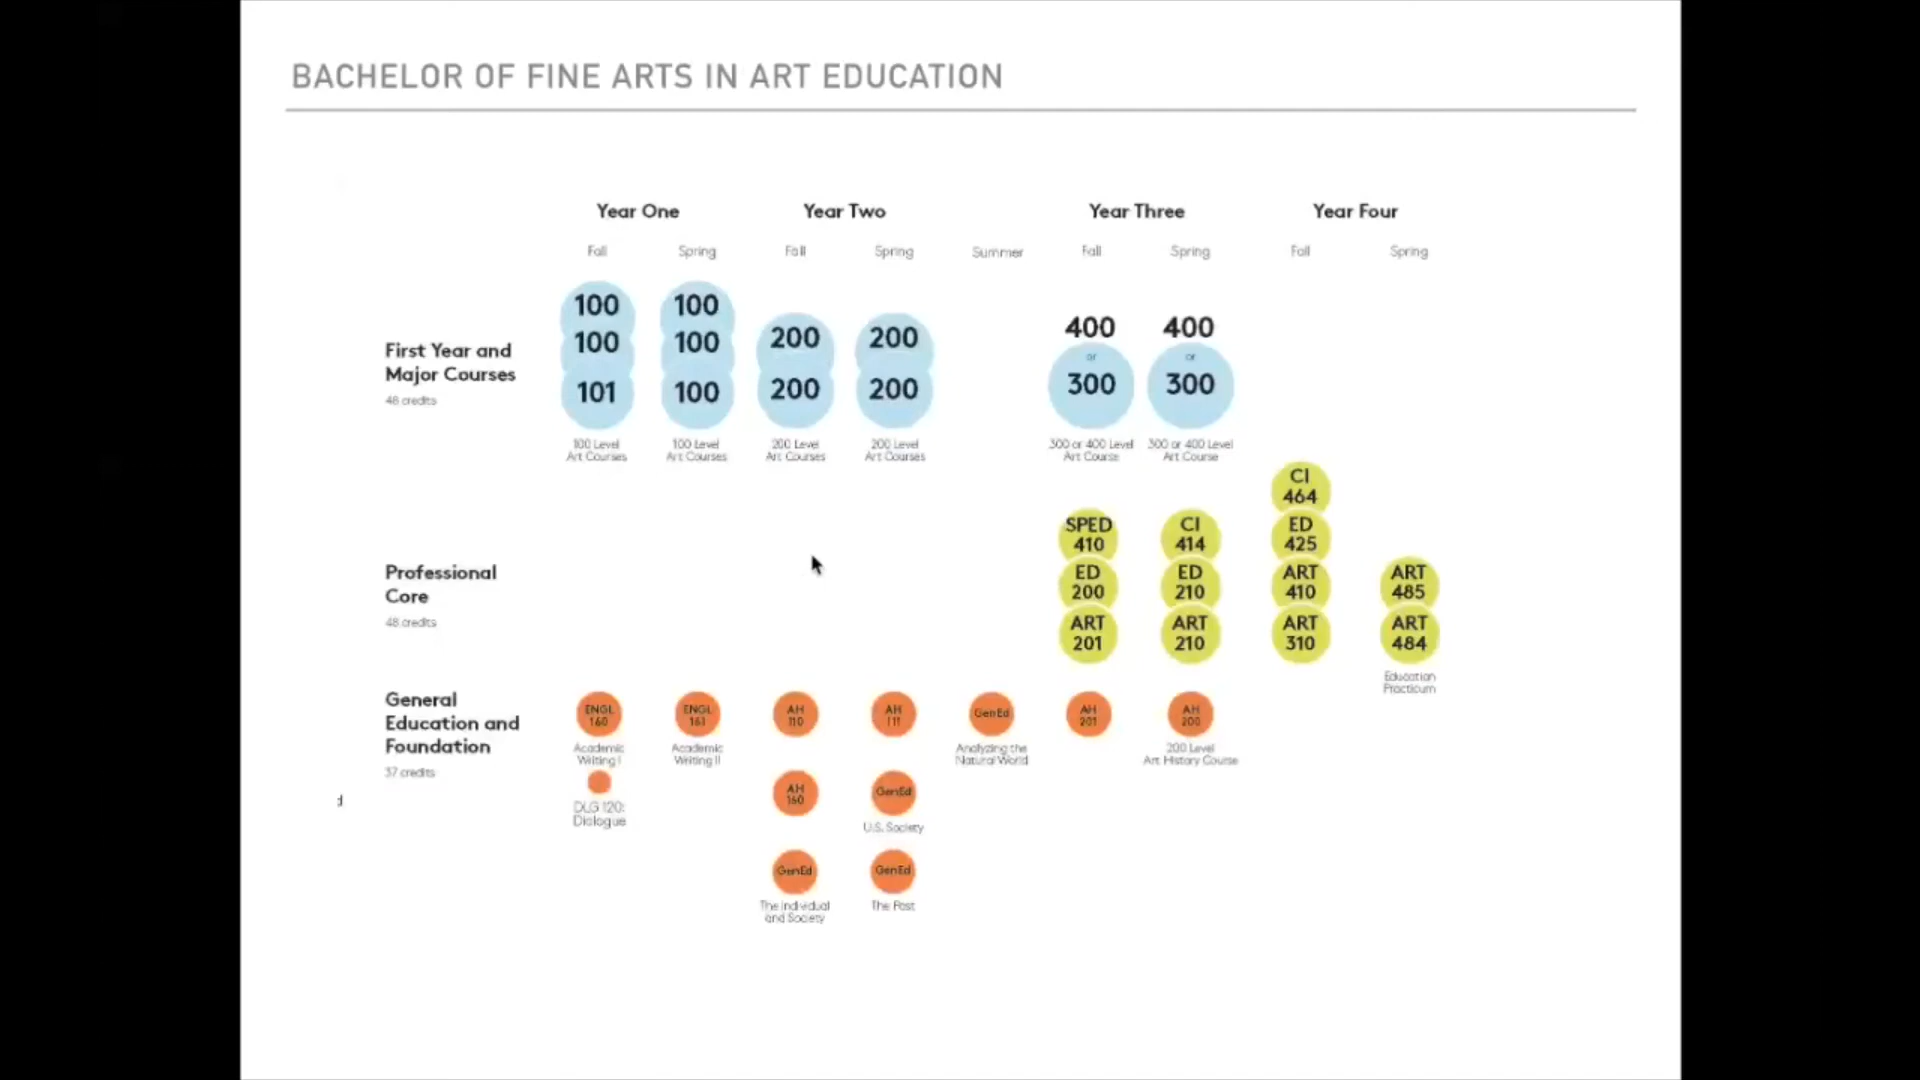 BACHELOR OF FINE ARTS IN ART EDUCATION
Year One Year Two Year Three Year Four
Fall Spring Fall Spring Summer Fall Spring Fall Spring
First Year and
Major Courses
48 credits
100 100
100 100 200 200 400 400
or or
101 100 200 200 300 300
100 Level 100 Level 200 Level 200 Level 300 or 400 Level 300 or 400 Level
Art Courses Art Courses Art Courses Art Courses Art Course Art Course
Professional
Core
48 credits
CI
464
SPED CI ED
410 414 425
ED ED ART ART
200 210 410 485
ART ART ART ART
201 210 310 484
Education
Practicum
General
Education and
Foundation
37 credits
ENGL ENGL AH AH GenEd AH AH
160 161 110 111 201 200
Academic Academic Analyzing the 200 Level
Writing I Writing II Natural World Art History Course
DLG 120:
Dialogue
AH GenEd
160
U.S. Society
GenEd GenEd
The Individual The Past
and Society
d